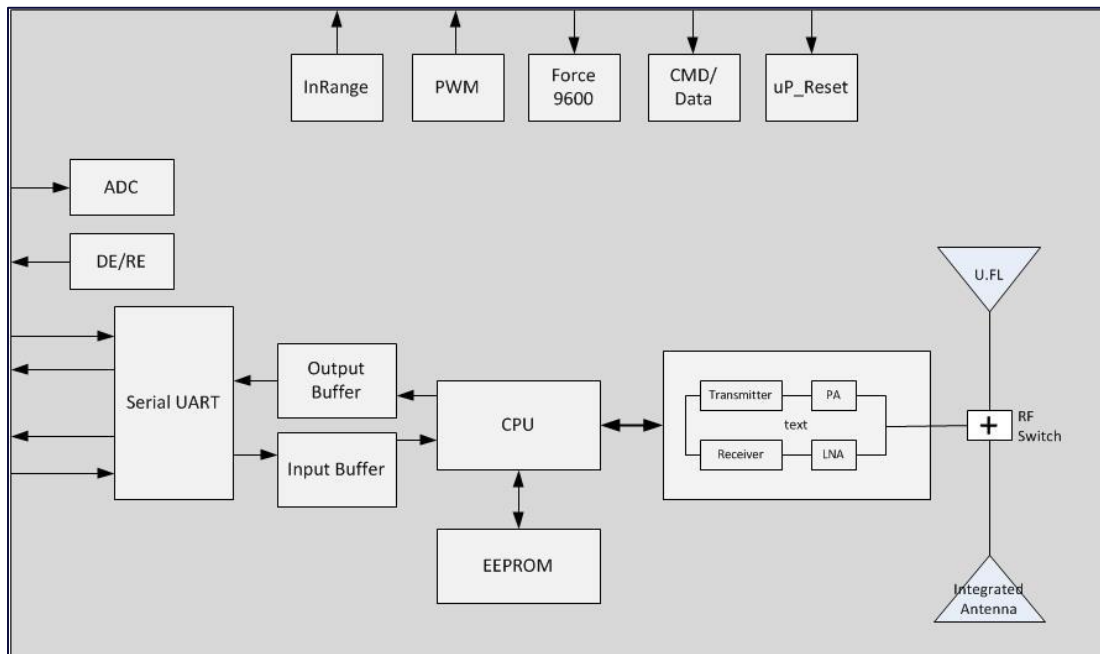 InRange
PWM
Force
9600
CMD/
Data
uP_Reset
ADC
DE/RE
U.FL
Serial UART
Output
Buffer
Input Buffer
CPU
Transmitter
PA
text
Receiver
LNA
RF
Switch
EEPROM
Integrated
Antenna